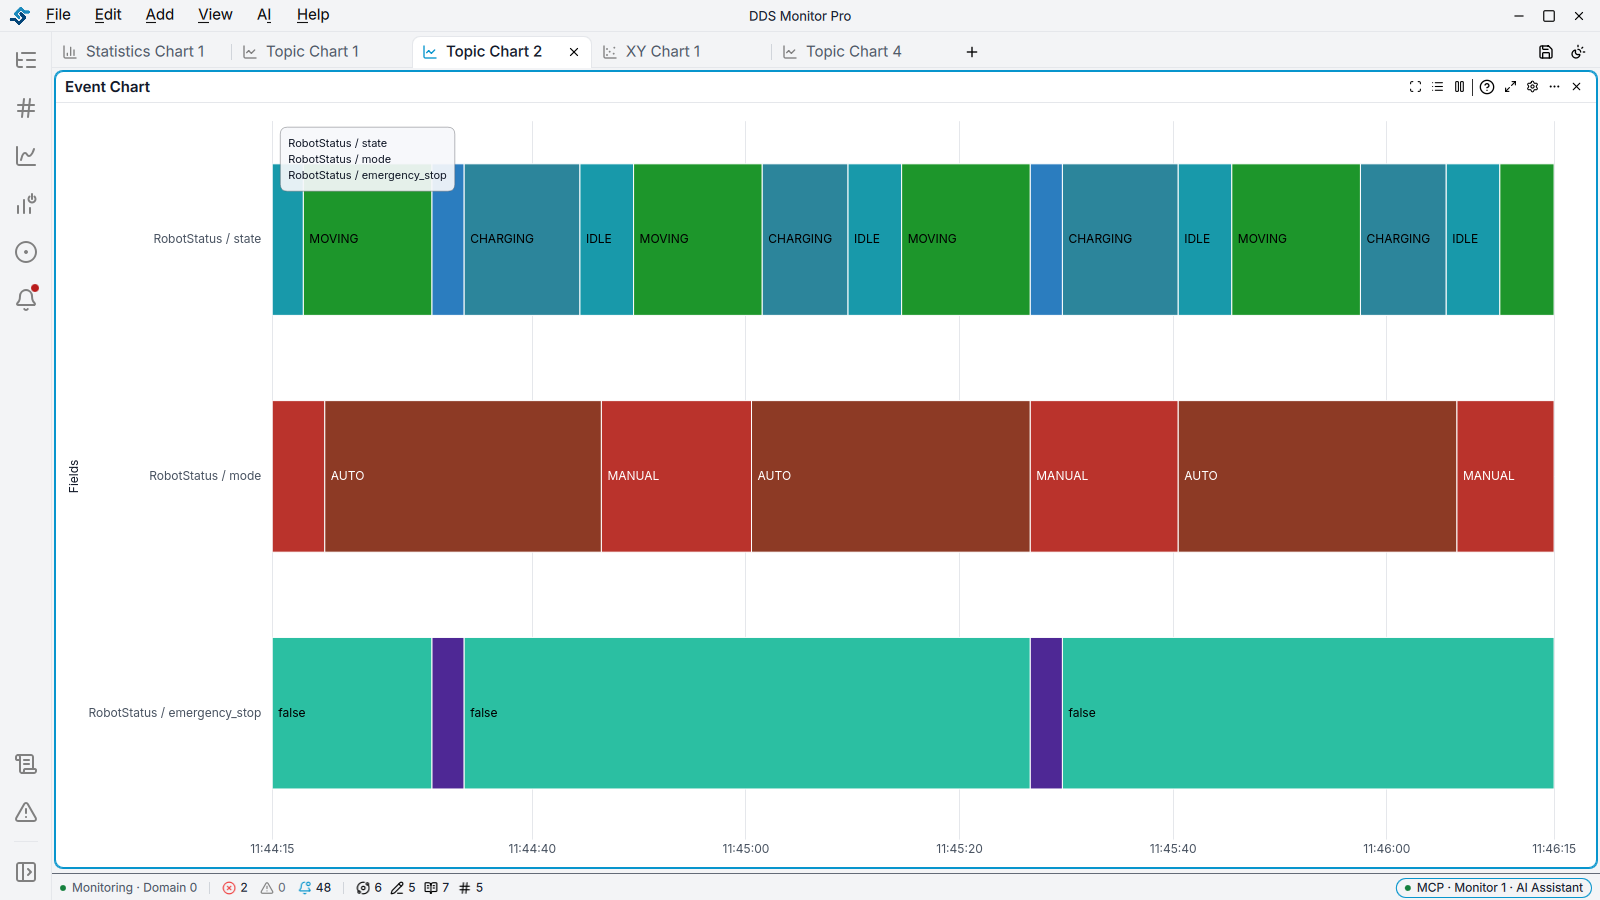 File Edit Add View AI Help
DDS Monitor Pro
Statistics Chart 1
Topic Chart 1
Topic Chart 2
XY Chart 1
Topic Chart 4
Event Chart
RobotStatus / state
RobotStatus / mode
RobotStatus / emergency_stop
RobotStatus / state
MOVING CHARGING IDLE MOVING CHARGING IDLE MOVING CHARGING IDLE MOVING CHARGING IDLE
Fields
RobotStatus / mode
AUTO MANUAL AUTO MANUAL AUTO MANUAL
RobotStatus / emergency_stop
false false false
11:44:15 11:44:40 11:45:00 11:45:20 11:45:40 11:46:00 11:46:15
Monitoring · Domain 0 2 0 48 6 5 7 5
MCP · Monitor 1 · AI Assistant